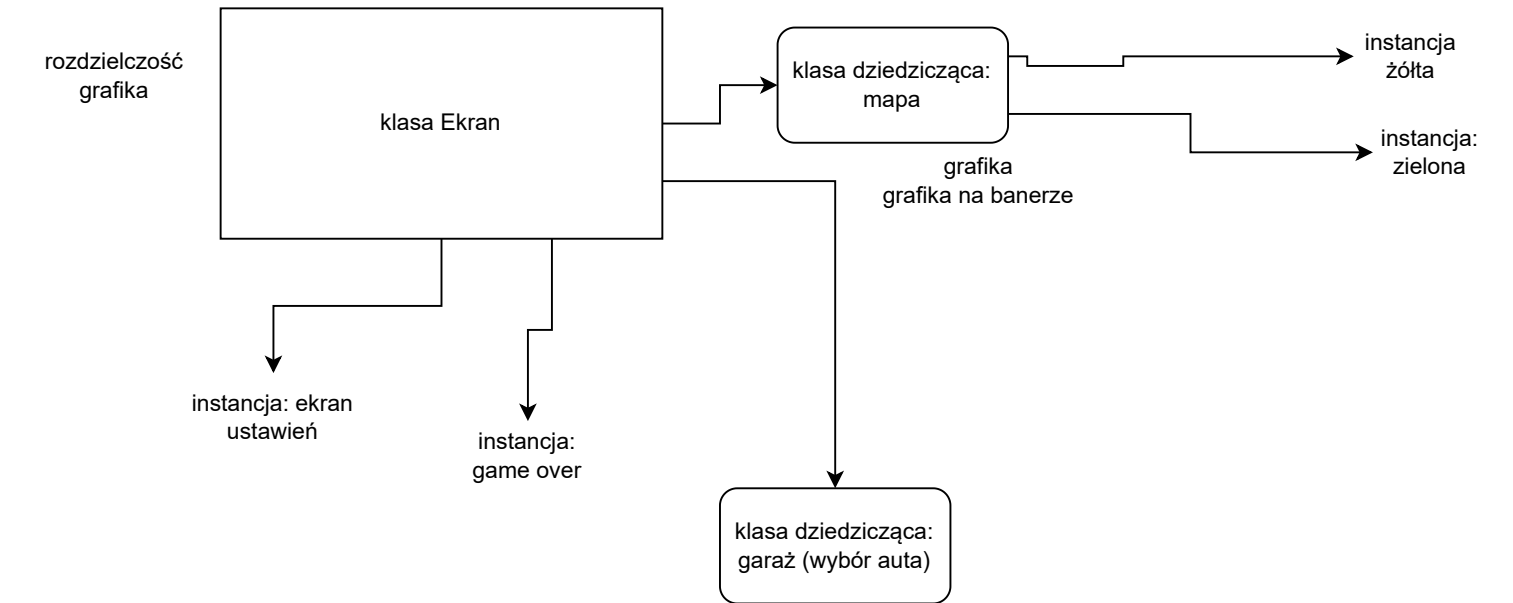 rozdzielczość
grafika
klasa Ekran
klasa dziedzicząca:
mapa
instancja
żółta
instancja:
zielona
grafika
grafika na banerze
instancja: ekran
ustawień
instancja:
game over
klasa dziedzicząca:
garaż (wybór auta)